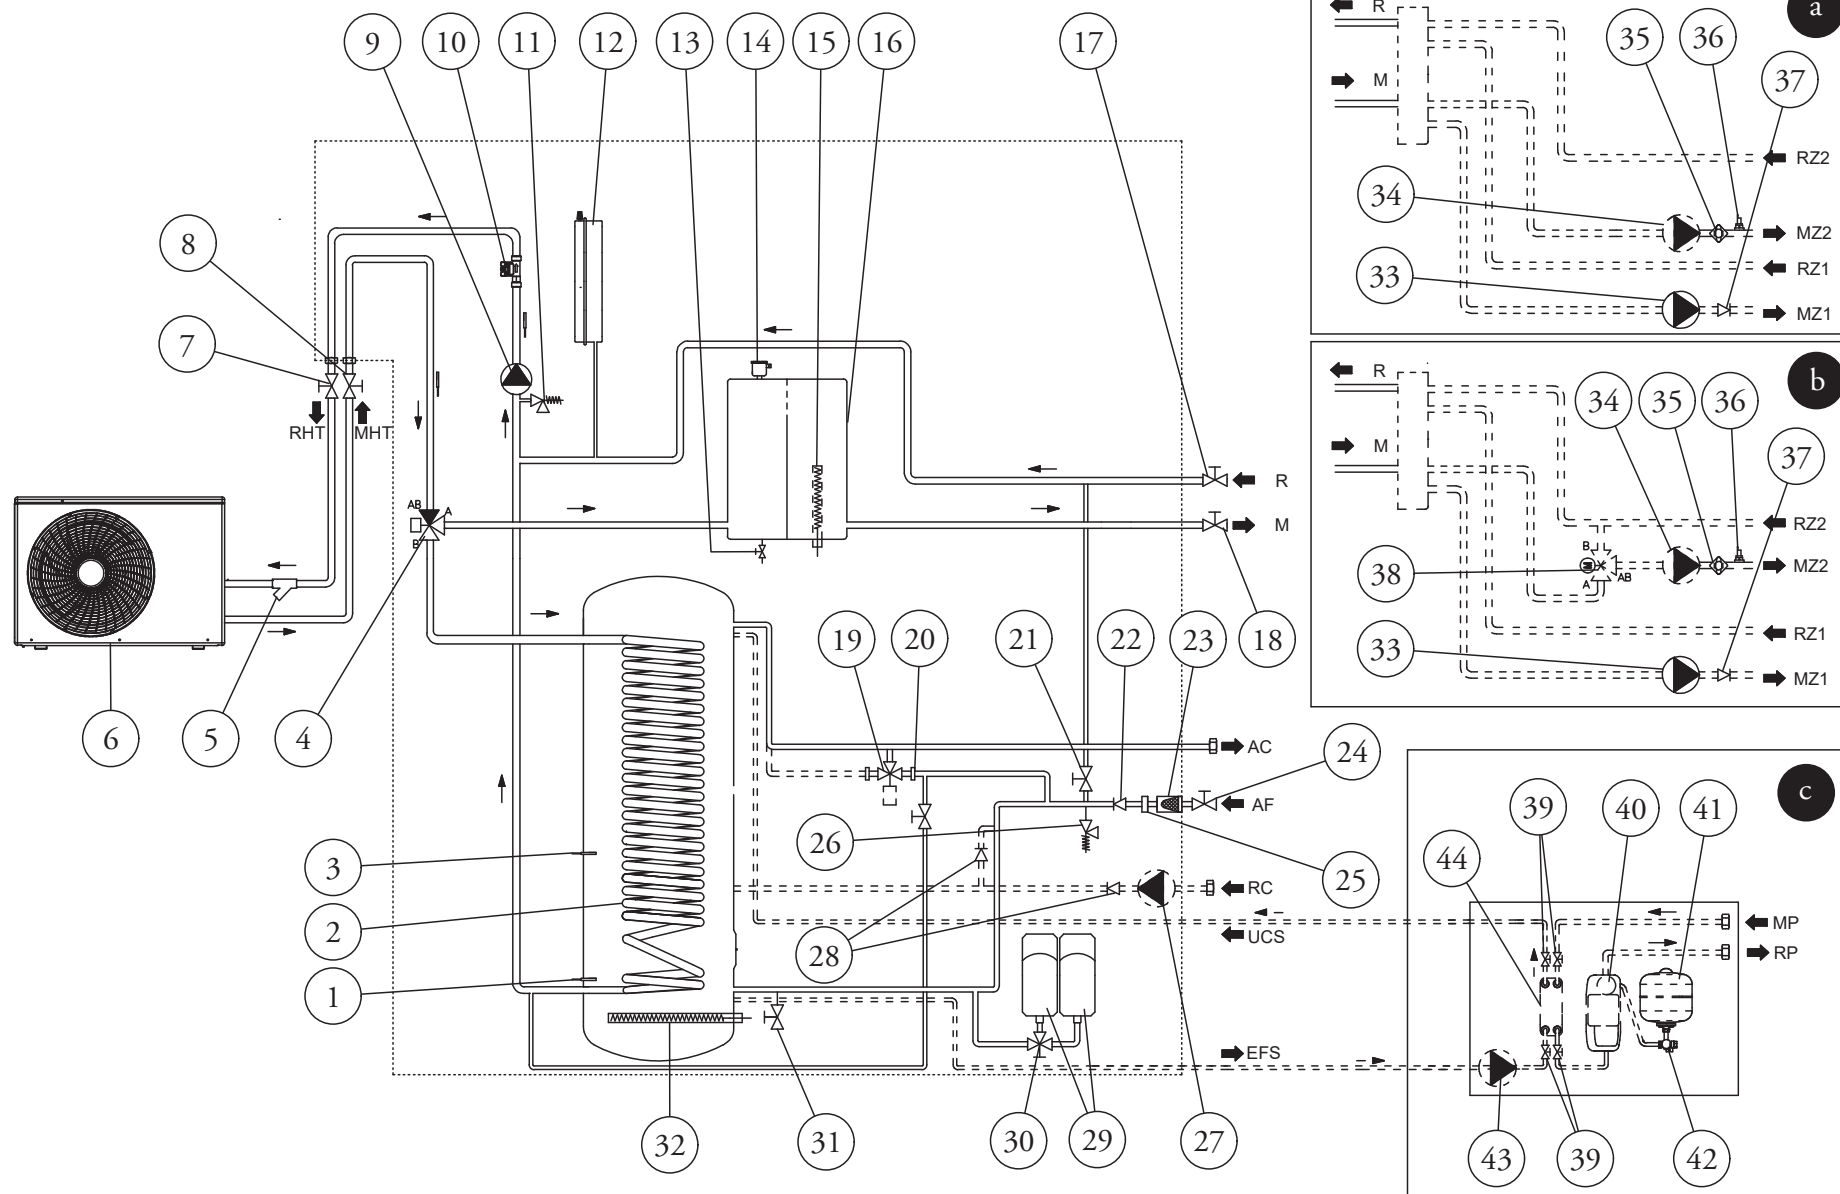 9 10 11 12 13 14 15 16 17
8
7
RHT MHT
AB A
B
R
M
6 5 4
19 20 21 22 23 18
AC
24
AF
26
25
3
RC
2
28
UCS
1
EFS
32 31 30 29 27
a
R
35 36
37
M
RZ2
34
MZ2
33
RZ1
MZ1
b
R
34 35 36
M
37
RZ2
B
M
38
A AB
MZ2
RZ1
33
MZ1
c
39 40 41
44
MP
RP
43 39 42